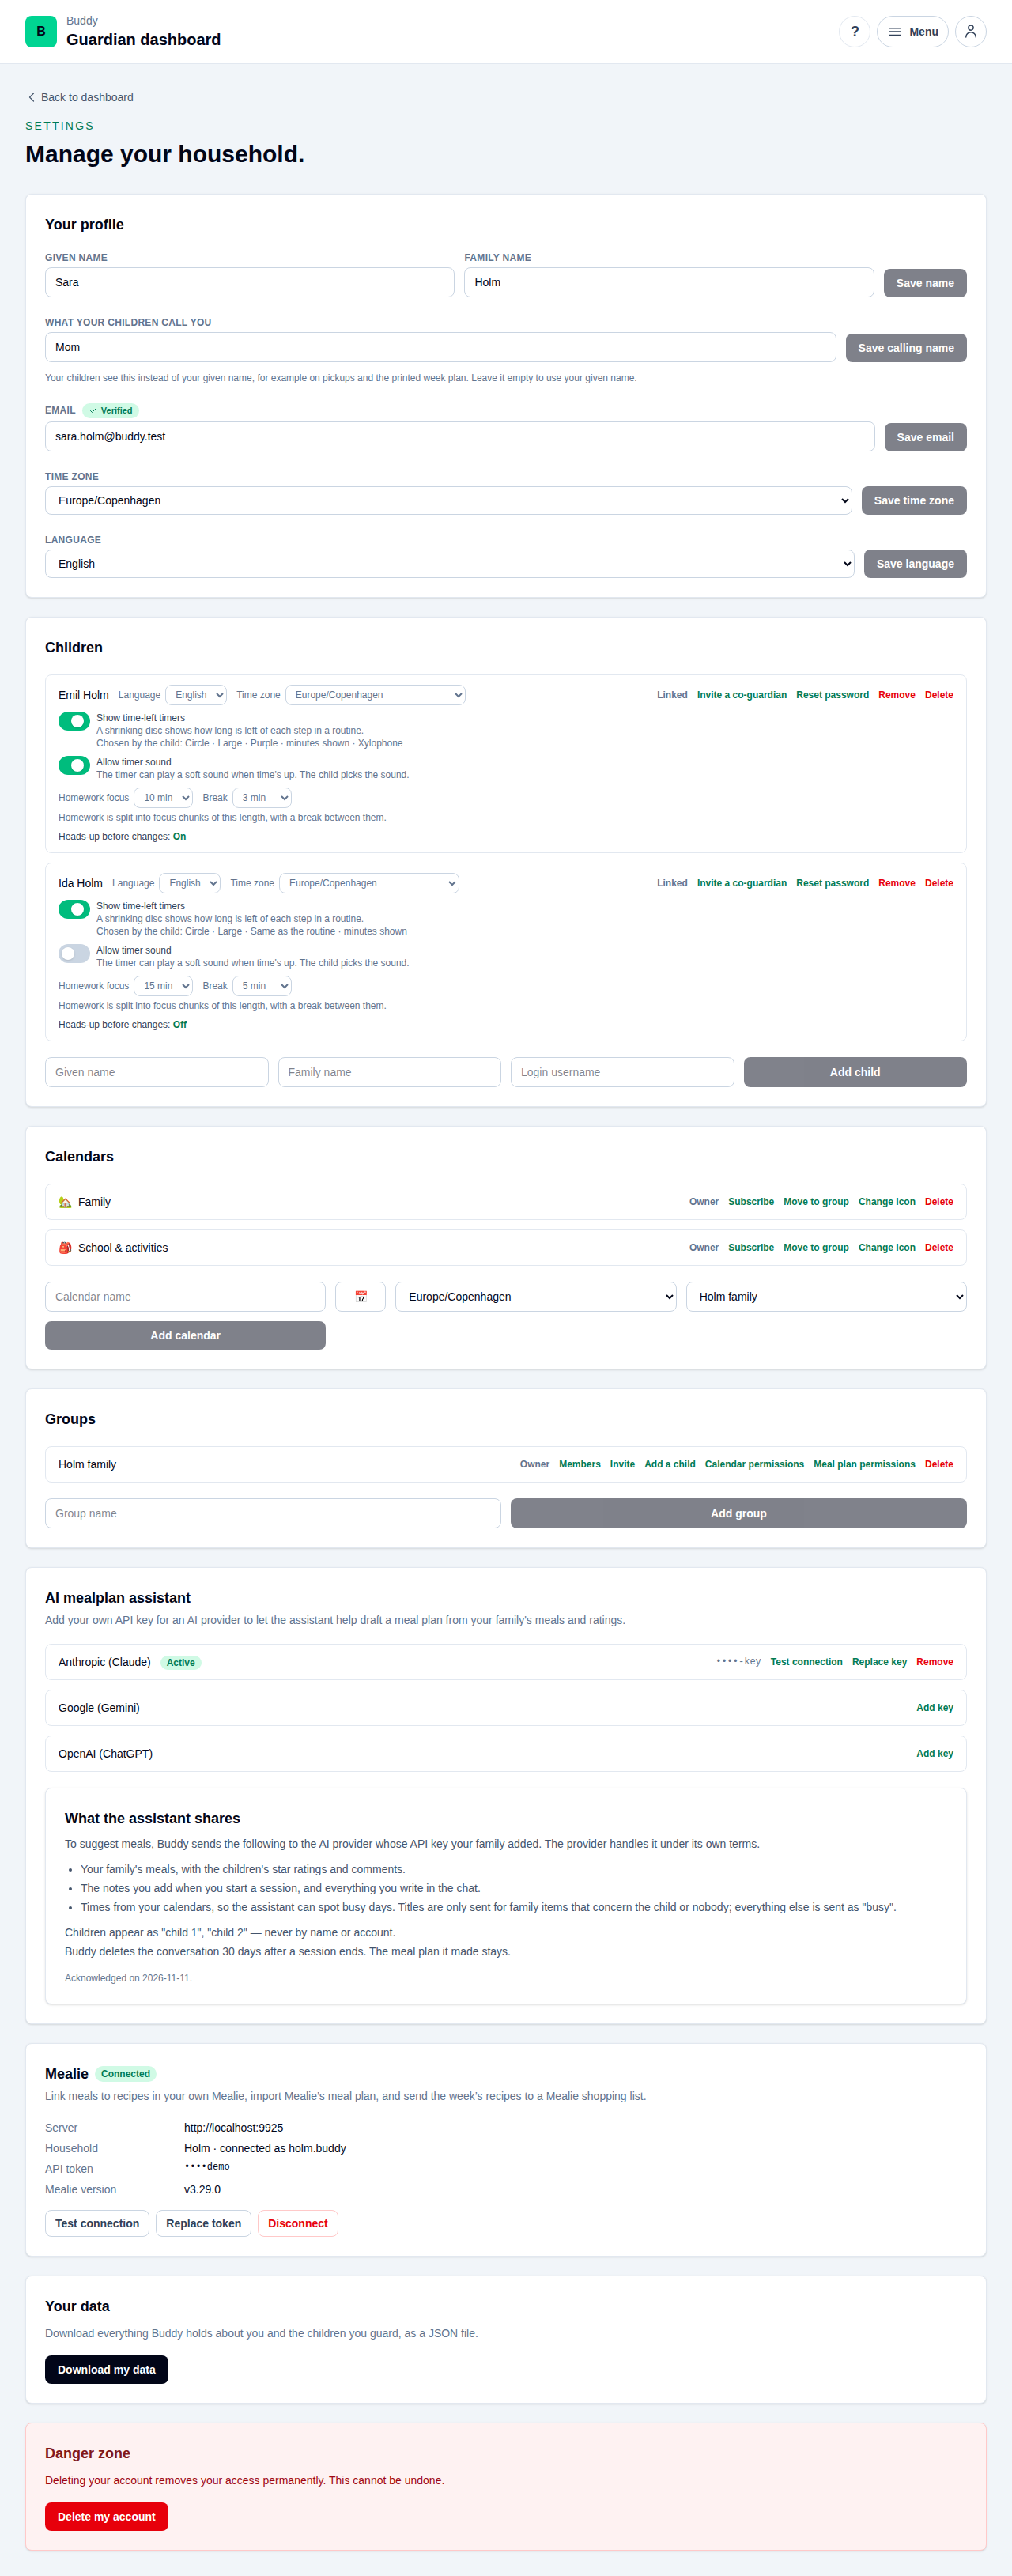 B
Buddy
Guardian dashboard
?
Menu
Back to dashboard
SETTINGS
Manage your household.
Your profile
GIVEN NAME
FAMILY NAME
Sara
Holm
Save name
WHAT YOUR CHILDREN CALL YOU
Mom
Save calling name
Your children see this instead of your given name, for example on pickups and the printed week plan. Leave it empty to use your given name.
EMAIL Verified
sara.holm@buddy.test
Save email
TIME ZONE
Europe/Copenhagen
Save time zone
LANGUAGE
English
Save language
Children
Emil Holm Language English Time zone Europe/Copenhagen Linked Invite a co-guardian Reset password Remove Delete
Show time-left timers
A shrinking disc shows how long is left of each step in a routine.
Chosen by the child: Circle · Large · Purple · minutes shown · Xylophone
Allow timer sound
The timer can play a soft sound when time's up. The child picks the sound.
Homework focus 10 min Break 3 min
Homework is split into focus chunks of this length, with a break between them.
Heads-up before changes: On
Ida Holm Language English Time zone Europe/Copenhagen Linked Invite a co-guardian Reset password Remove Delete
Show time-left timers
A shrinking disc shows how long is left of each step in a routine.
Chosen by the child: Circle · Large · Same as the routine · minutes shown
Allow timer sound
The timer can play a soft sound when time's up. The child picks the sound.
Homework focus 15 min Break 5 min
Homework is split into focus chunks of this length, with a break between them.
Heads-up before changes: Off
Given name Family name Login username Add child
Calendars
🏡 Family Owner Subscribe Move to group Change icon Delete
🎒 School & activities Owner Subscribe Move to group Change icon Delete
Calendar name 📅 Europe/Copenhagen Holm family
Add calendar
Groups
Holm family Owner Members Invite Add a child Calendar permissions Meal plan permissions Delete
Group name Add group
AI mealplan assistant
Add your own API key for an AI provider to let the assistant help draft a meal plan from your family's meals and ratings.
Anthropic (Claude) Active ••••-key Test connection Replace key Remove
Google (Gemini) Add key
OpenAI (ChatGPT) Add key
What the assistant shares
To suggest meals, Buddy sends the following to the AI provider whose API key your family added. The provider handles it under its own terms.
• Your family's meals, with the children's star ratings and comments.
• The notes you add when you start a session, and everything you write in the chat.
• Times from your calendars, so the assistant can spot busy days. Titles are only sent for family items that concern the child or nobody; everything else is sent as "busy".
Children appear as "child 1", "child 2" — never by name or account.
Buddy deletes the conversation 30 days after a session ends. The meal plan it made stays.
Acknowledged on 2026-11-11.
Mealie Connected
Link meals to recipes in your own Mealie, import Mealie's meal plan, and send the week's recipes to a Mealie shopping list.
Server http://localhost:9925
Household Holm · connected as holm.buddy
API token ••••demo
Mealie version v3.29.0
Test connection Replace token Disconnect
Your data
Download everything Buddy holds about you and the children you guard, as a JSON file.
Download my data
Danger zone
Deleting your account removes your access permanently. This cannot be undone.
Delete my account